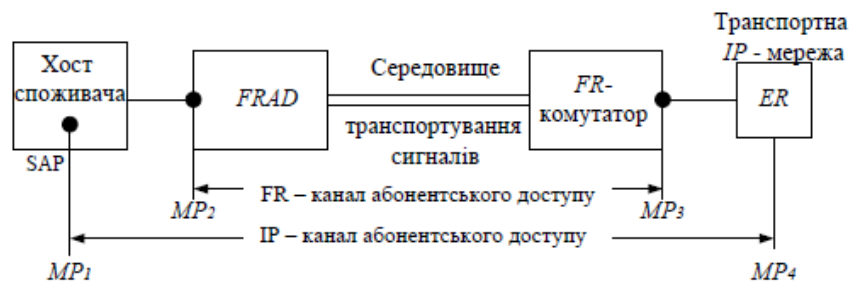 Транспортна
IP - мережа
Хост
споживача
SAP
FRAD
Середовище
транспортування
сигналів
FR-
комутатор
ER
FR – канал абонентського доступу
MP2
MP3
IP – канал абонентського доступу
MP1
MP4